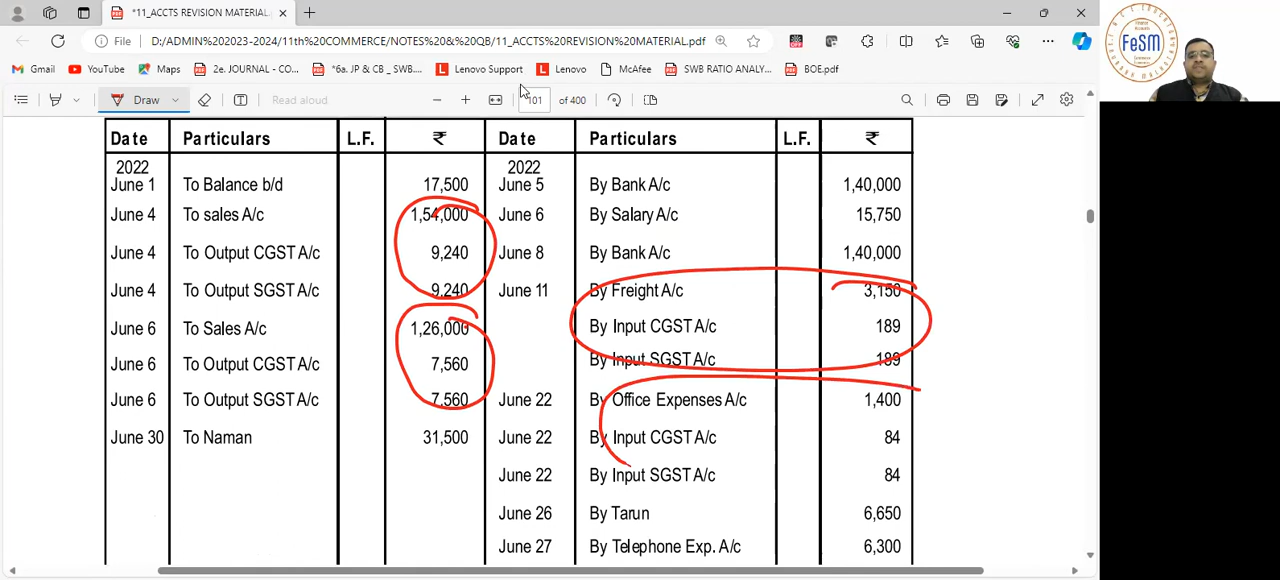 *11_ACCTS REVISION MATERIAL.pdf
File D:/ADMIN%202023-2024/11th%20COMMERCE/NOTES%20&%20QB/11_ACCTS%20REVISION%20MATERIAL.pdf
Gmail YouTube Maps 2e. JOURNAL - CO... *6a. JP & CB _ SWB... Lenovo Support Lenovo McAfee SWB RATIO ANALY... BOE.pdf
Draw Read aloud 101 of 400
FeSM
Date Particulars L.F. ₹ Date Particulars L.F. ₹
2022 2022
June 1 To Balance b/d 17,500 June 5 By Bank A/c 1,40,000
June 4 To sales A/c 1,54,000 June 6 By Salary A/c 15,750
June 4 To Output CGST A/c 9,240 June 8 By Bank A/c 1,40,000
June 4 To Output SGST A/c 9,240 June 11 By Freight A/c 3,150
June 6 To Sales A/c 1,26,000 By Input CGST A/c 189
June 6 To Output CGST A/c 7,560 By Input SGST A/c 189
June 6 To Output SGST A/c 7,560 June 22 By Office Expenses A/c 1,400
June 30 To Naman 31,500 June 22 By Input CGST A/c 84
June 22 By Input SGST A/c 84
June 26 By Tarun 6,650
June 27 By Telephone Exp. A/c 6,300